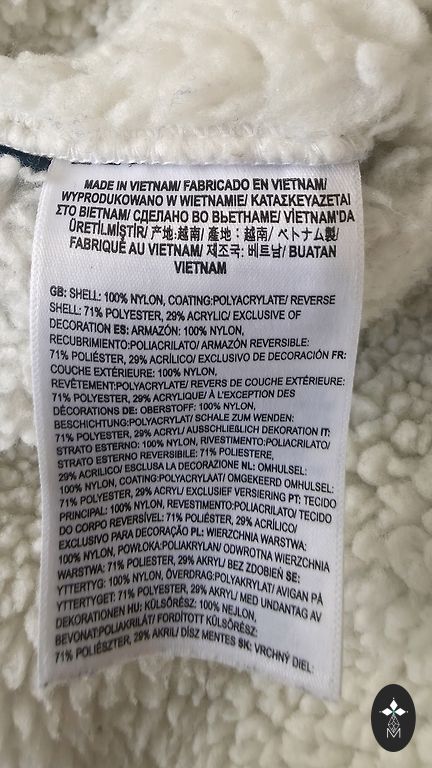 MADE IN VIETNAM/ FABRICADO EN VIETNAM/
WYPRODUKOWANO W WIETNAMIE/ ΚΑΤΑΣΚΕΥΑΖΕΤΑΙ
ΣΤΟ ΒΙΕΤΝΑΜ/ СДЕЛАНО ВО ВЬЕТНАМЕ/ VİETNAM'DA
ÜRETİLMİŞTİR/ 产地:越南/ 產地:越南/ ベトナム製/
FABRIQUÉ AU VIETNAM/ 제조국: 베트남/ BUATAN
VIETNAM
GB: SHELL: 100% NYLON, COATING:POLYACRYLATE/ REVERSE
SHELL: 71% POLYESTER, 29% ACRYLIC/ EXCLUSIVE OF
DECORATION ES: ARMAZÓN: 100% NYLON,
RECUBRIMIENTO:POLIACRILATO/ ARMAZÓN REVERSIBLE:
71% POLIÉSTER, 29% ACRÍLICO/ EXCLUSIVO DE DECORACIÓN FR:
COUCHE EXTÉRIEURE: 100% NYLON,
REVÊTEMENT:POLYACRYLATE/ REVERS DE COUCHE EXTÉRIEURE:
71% POLYESTER, 29% ACRYLIQUE/ À L'EXCEPTION DES
DÉCORATIONS DE: OBERSTOFF: 100% NYLON,
BESCHICHTUNG:POLYACRYLAT/ SCHALE ZUM WENDEN:
71% POLYESTER, 29% ACRYL/ AUSSCHLIEBLICH DEKORATION IT:
STRATO ESTERNO: 100% NYLON, RIVESTIMENTO:POLIACRILATO/
STRATO ESTERNO REVERSIBILE: 71% POLIESTERE,
29% ACRILICO/ ESCLUSA LA DECORAZIONE NL: OMHULSEL:
100% NYLON, COATING:POLYACRYLAAT/ OMGEKEERD OMHULSEL:
71% POLYESTER, 29% ACRYL/ EXCLUSIEF VERSIERING PT: TECIDO
PRINCIPAL: 100% NYLON, REVESTIMENTO:POLIACRILATO/ TECIDO
DO CORPO REVERSÍVEL: 71% POLIÉSTER, 29% ACRÍLICO/
EXCLUSIVO PARA DECORAÇÃO PL: WIERZCHNIA WARSTWA:
100% NYLON, POWŁOKA:POLIAKRYLAN/ ODWROTNA WIERZCHNIA
WARSTWA: 71% POLIESTER, 29% AKRYL/ BEZ OZDÓB SE:
YTTERTYG: 100% NYLON, ÖVERDRAG:POLYAKRYLAT/ AVIGAN PÅ
YTTERTYGET: 71% POLYESTER, 29% AKRYL/ MED UNDANTAG AV
DEKORATIONEN HU: KÜLSŐRÉSZ: 100% NEJLON,
BEVONAT:POLIAKRILÁT/ FORDÍTOTT KÜLSŐRÉSZ:
71% POLIÉSZTER, 29% AKRIL/ DÍSZ MENTES SK: VRCHNÝ DIEL:
M